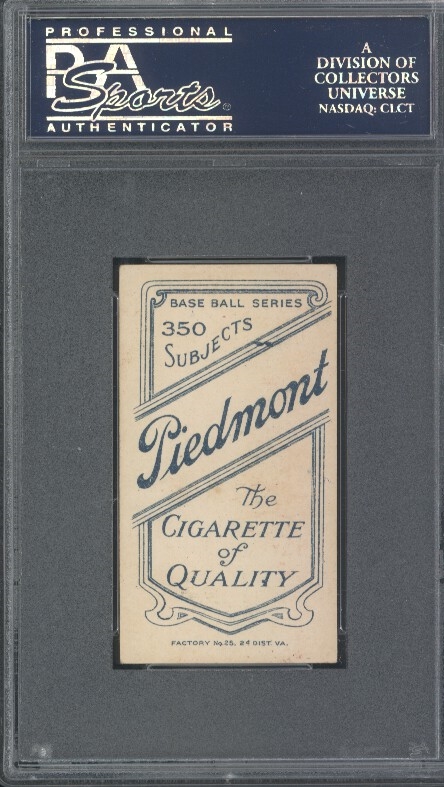 PROFESSIONAL
PSA
Sports®
AUTHENTICATOR
A
DIVISION OF
COLLECTORS
UNIVERSE
NASDAQ: CLCT
BASE BALL SERIES
350
SUBJECTS
Piedmont
The
CIGARETTE
of
QUALITY
FACTORY No. 25, 2d DIST. VA.